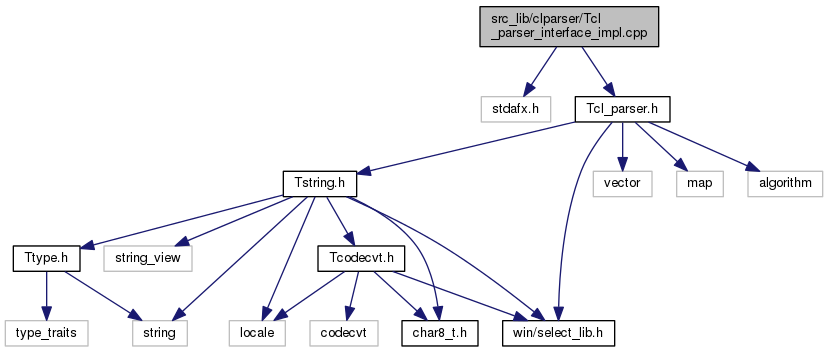 src_lib/clparser/Tcl
_parser_interface_impl.cpp
stdafx.h
Tcl_parser.h
Tstring.h
vector
map
algorithm
Ttype.h
string_view
Tcodecvt.h
type_traits
string
locale
codecvt
char8_t.h
win/select_lib.h